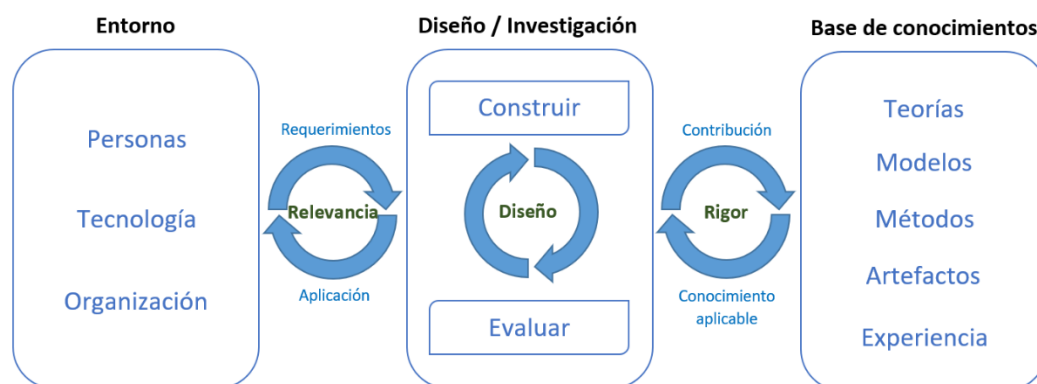 Entorno
Personas
Tecnología
Organización
Requerimientos
Relevancia
Aplicación
Diseño / Investigación
Construir
Diseño
Evaluar
Contribución
Rigor
Conocimiento
aplicable
Base de conocimientos
Teorías
Modelos
Métodos
Artefactos
Experiencia